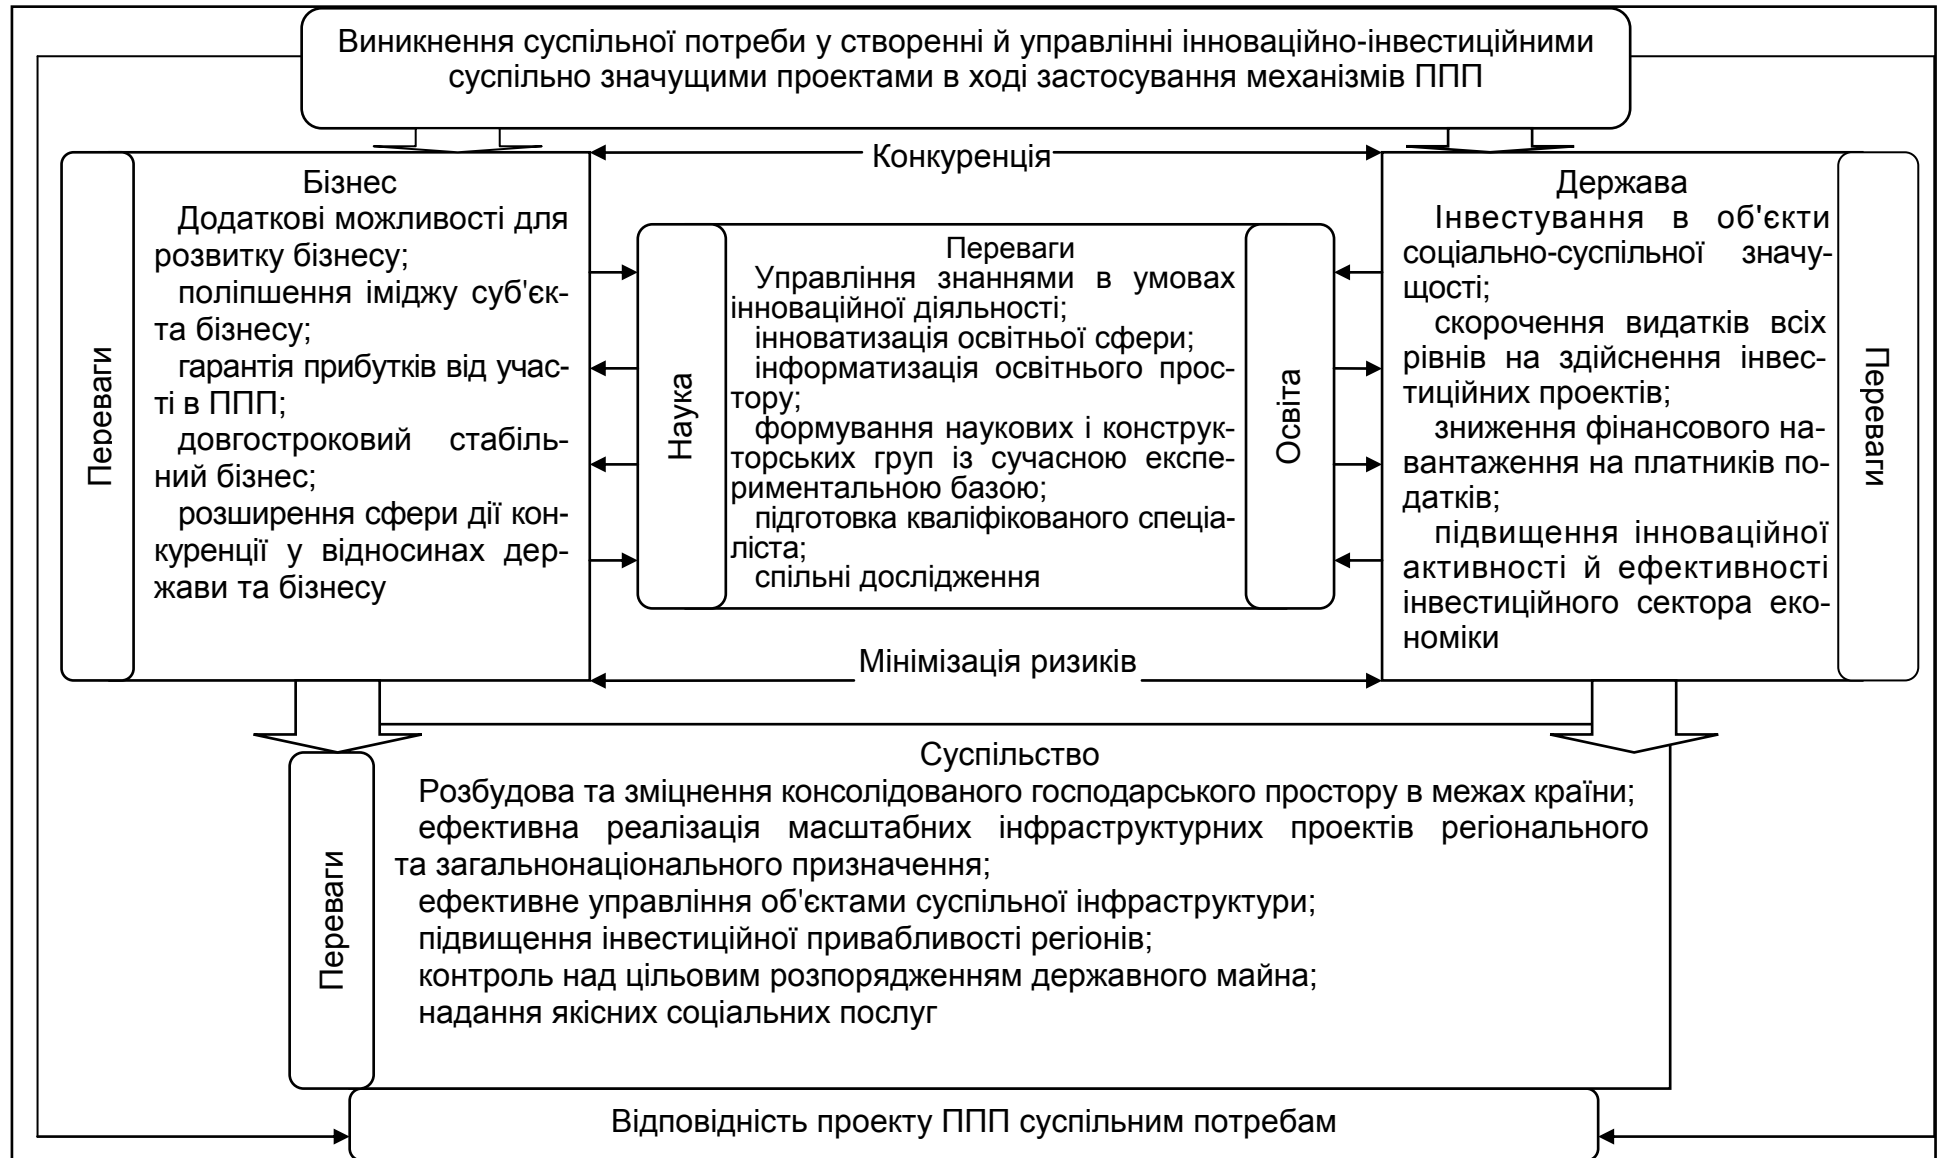 Виникнення суспільної потреби у створенні й управлінні інноваційно-інвестиційними
суспільно значущими проектами в ході застосування механізмів ППП
Конкуренція
Переваги
Бізнес
Додаткові можливості для
розвитку бізнесу;
поліпшення іміджу суб'єк-
та бізнесу;
гарантія прибутків від учас-
ті в ППП;
довгостроковий стабіль-
ний бізнес;
розширення сфери дії кон-
куренції у відносинах дер-
жави та бізнесу
Наука
Переваги
Управління знаннями в умовах
інноваційної діяльності;
інноватизація освітньої сфери;
інформатизація освітнього прос-
тору;
формування наукових і конструк-
торських груп із сучасною експе-
риментальною базою;
підготовка кваліфікованого спеціа-
ліста;
спільні дослідження
Освіта
Держава
Інвестування в об'єкти
соціально-суспільної значу-
щості;
скорочення видатків всіх
рівнів на здійснення інвес-
тиційних проектів;
зниження фінансового на-
вантаження на платників по-
датків;
підвищення інноваційної
активності й ефективності
інвестиційного сектора еко-
номіки
Переваги
Мінімізація ризиків
Переваги
Суспільство
Розбудова та зміцнення консолідованого господарського простору в межах країни;
ефективна реалізація масштабних інфраструктурних проектів регіонального
та загальнонаціонального призначення;
ефективне управління об'єктами суспільної інфраструктури;
підвищення інвестиційної привабливості регіонів;
контроль над цільовим розпорядженням державного майна;
надання якісних соціальних послуг
Відповідність проекту ППП суспільним потребам